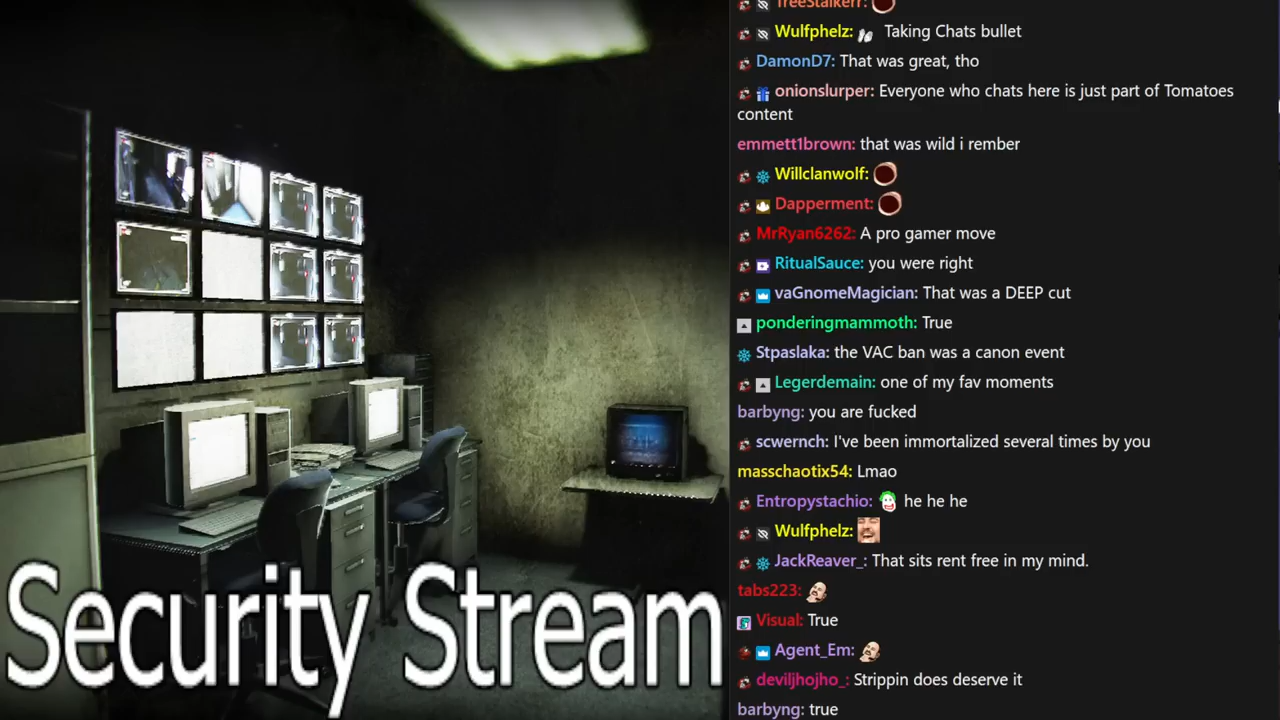 TreeStalkerr:
Wulfphelz: Taking Chats bullet
DamonD7: That was great, tho
onionslurper: Everyone who chats here is just part of Tomatoes
content
emmett1brown: that was wild i rember
Willclanwolf:
Dapperment:
MrRyan6262: A pro gamer move
RitualSauce: you were right
vaGnomeMagician: That was a DEEP cut
ponderingmammoth: True
Stpaslaka: the VAC ban was a canon event
Legerdemain: one of my fav moments
barbyng: you are fucked
scwernch: I've been immortalized several times by you
masschaotix54: Lmao
Entropystachio: he he he
Wulfphelz:
JackReaver_: That sits rent free in my mind.
tabs223:
Visual: True
Agent_Em:
deviljhojho_: Strippin does deserve it
barbyng: true
Security Stream